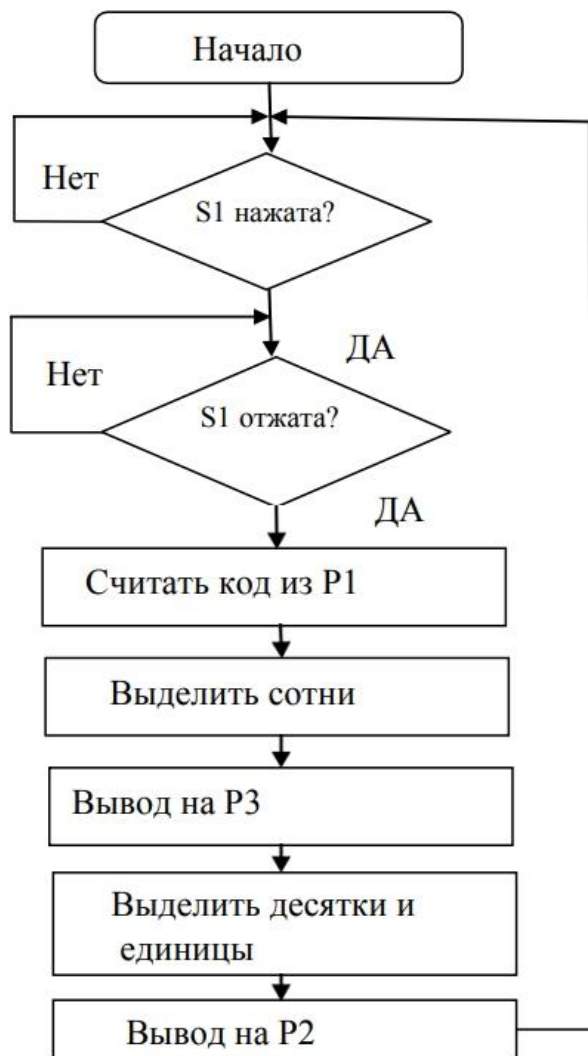 Начало
Нет
S1 нажата?
ДА
Нет
S1 отжата?
ДА
Считать код из P1
Выделить сотни
Вывод на P3
Выделить десятки и
единицы
Вывод на P2